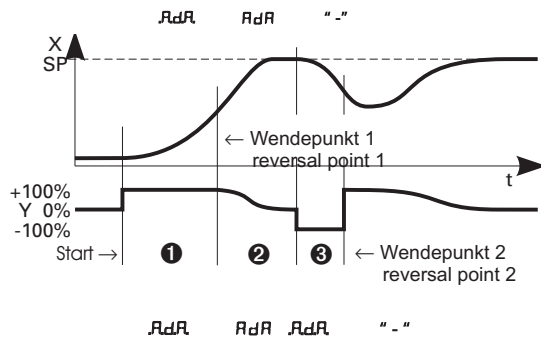 AdA AdA "-"
X
SP
← Wendepunkt 1
reversal point 1
t
+100%
Y 0%
-100%
Start →
❶ ❷ ❸
← Wendepunkt 2
reversal point 2
AdA AdA AdA "-"